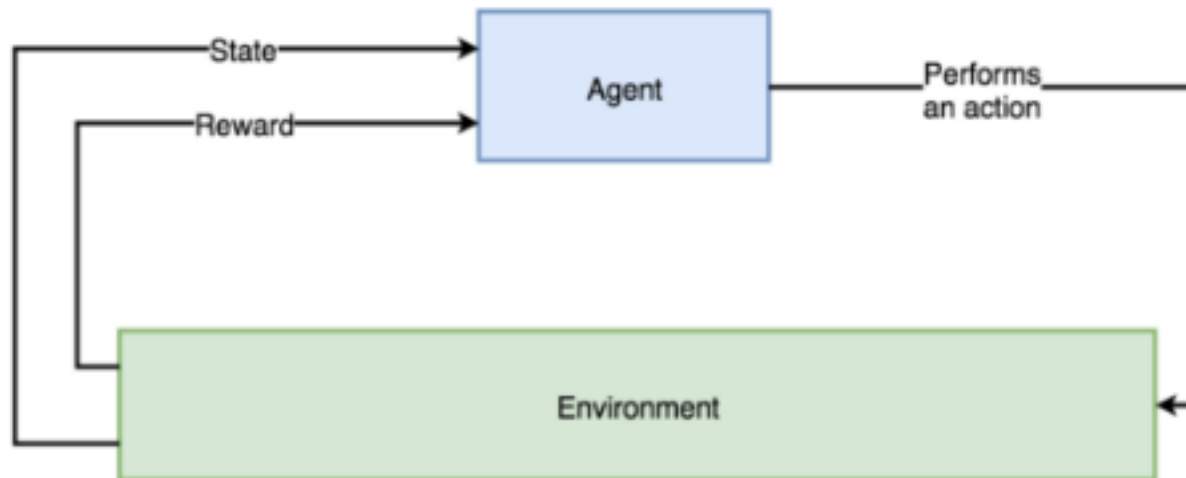 State
Agent
Performs
an action
Reward
Environment